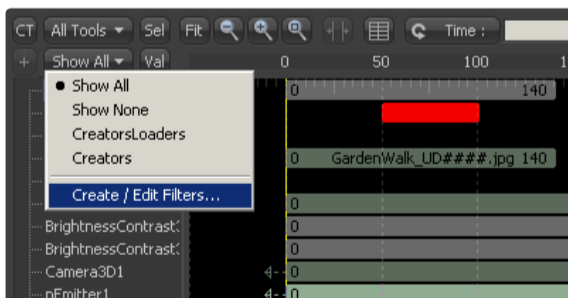 CT All Tools Sel Fit Time :
+ Show All Val 0 50 100 1
Show All 0 140
Show None
CreatorsLoaders
Creators 0 GardenWalk_UD####.jpg 140
Create / Edit Filters... 0
BrightnessContrast 0
BrightnessContrast 0
Camera3D1 0
pEmitter1 0